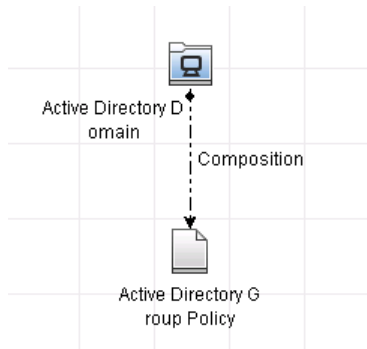 Active Directory D
omain
Composition
Active Directory G
roup Policy